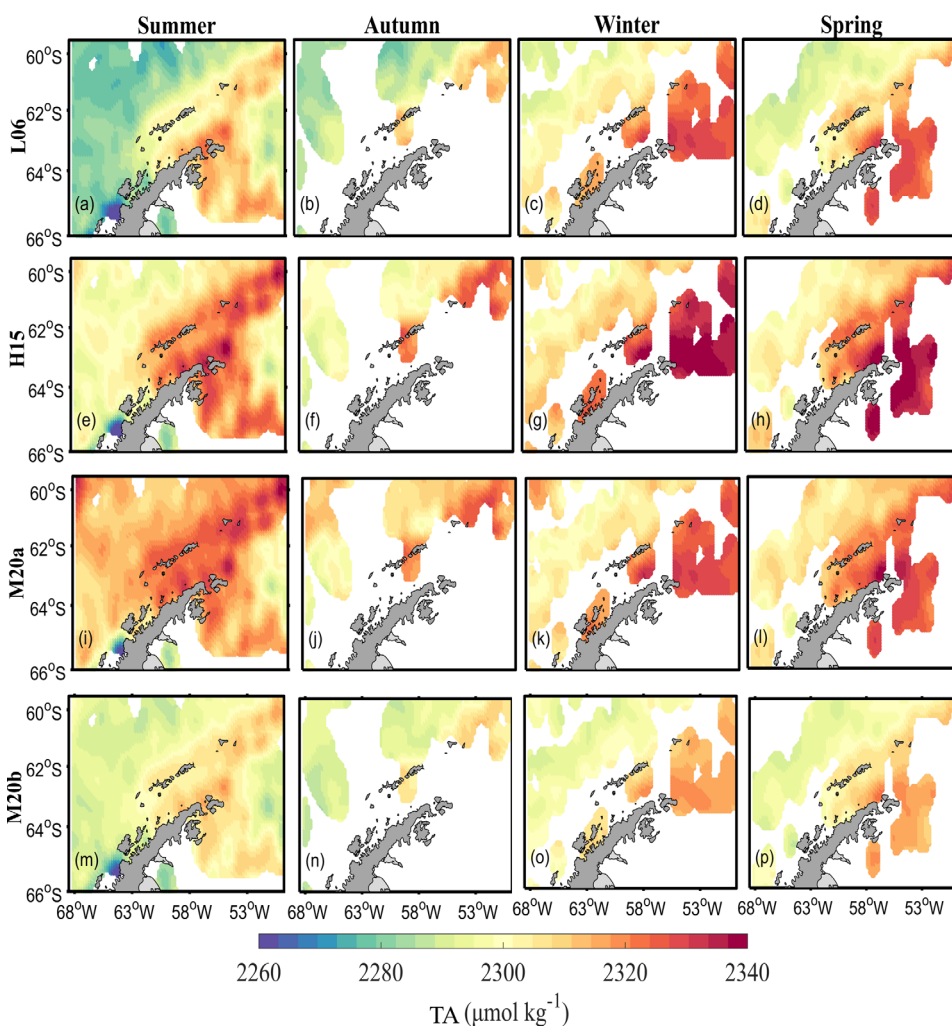 Summer Autumn Winter Spring
L06
60°S
62°S
64°S
66°S
(a) (b) (c) (d)
H15
60°S
62°S
64°S
66°S
(e) (f) (g) (h)
M20a
60°S
62°S
64°S
66°S
(i) (j) (k) (l)
M20b
60°S
62°S
64°S
66°S
(m) (n) (o) (p)
68°W 63°W 58°W 53°W 68°W 63°W 58°W 53°W 68°W 63°W 58°W 53°W 68°W 63°W 58°W 53°W
2260 2280 2300 2320 2340
TA (μmol kg⁻¹)